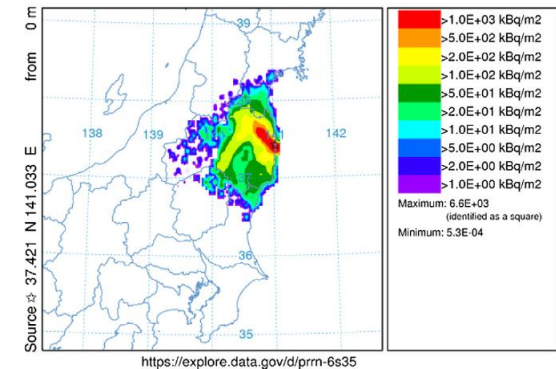 Source ☆ 37.421 N 141.033 E from 0 m
39
138
139
142
38
36
35
>1.0E+03 kBq/m2
>5.0E+02 kBq/m2
>2.0E+02 kBq/m2
>1.0E+02 kBq/m2
>5.0E+01 kBq/m2
>2.0E+01 kBq/m2
>1.0E+01 kBq/m2
>5.0E+00 kBq/m2
>2.0E+00 kBq/m2
>1.0E+00 kBq/m2
Maximum: 6.6E+03
(identified as a square)
Minimum: 5.3E-04
https://explore.data.gov/d/prrn-6s35